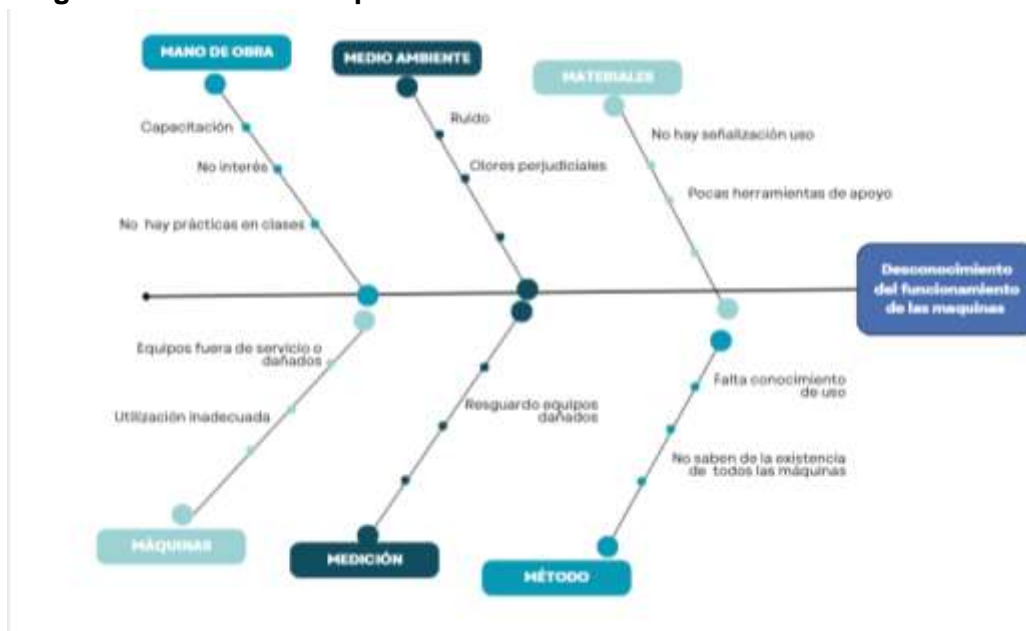 MANO DE OBRA
MEDIO AMBIENTE
MATERIALES
Capacitación
No interés
No hay prácticas en clases
Ruido
Olores perjudiciales
No hay señalización uso
Pocas herramientas de apoyo
Desconocimiento
del funcionamiento
de las maquinas
Equipos fuera de servicio o
dañados
Utilización inadecuada
Resguardo equipos
dañados
Falta conocimiento
de uso
No saben de la existencia
de todos las máquinas
MÁQUINAS
MEDICIÓN
MÉTODO